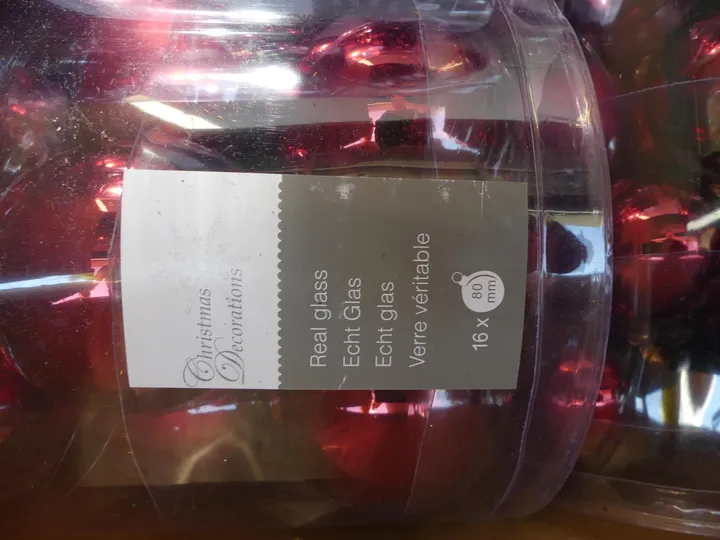 Christmas
Decorations
Real glass
Echt Glas
Echt glas
Verre véritable
16 x 80 mm